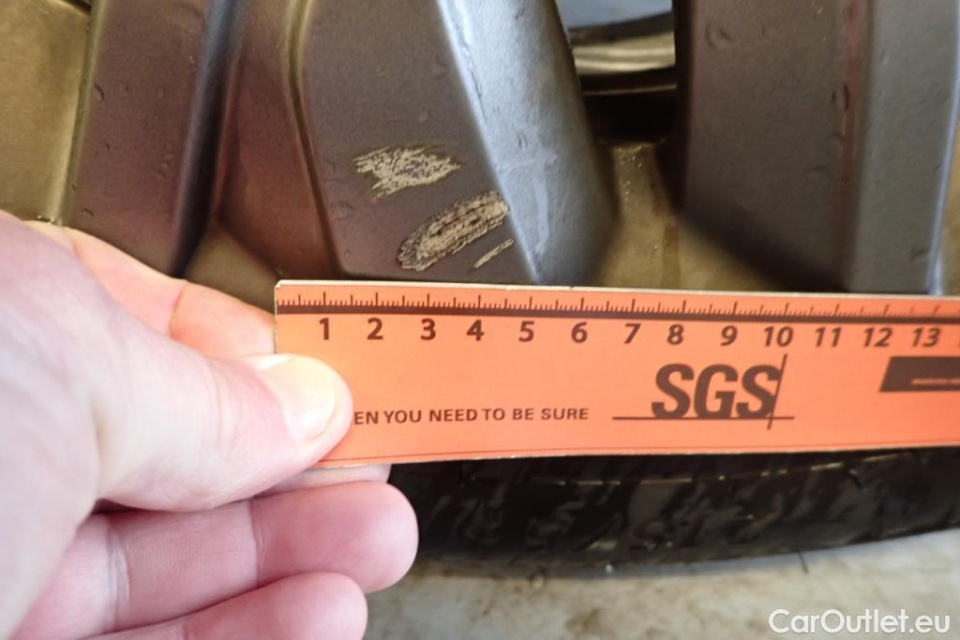 1 2 3 4 5 6 7 8 9 10 11 12 13
SGS
EN YOU NEED TO BE SURE
CarOutlet.eu